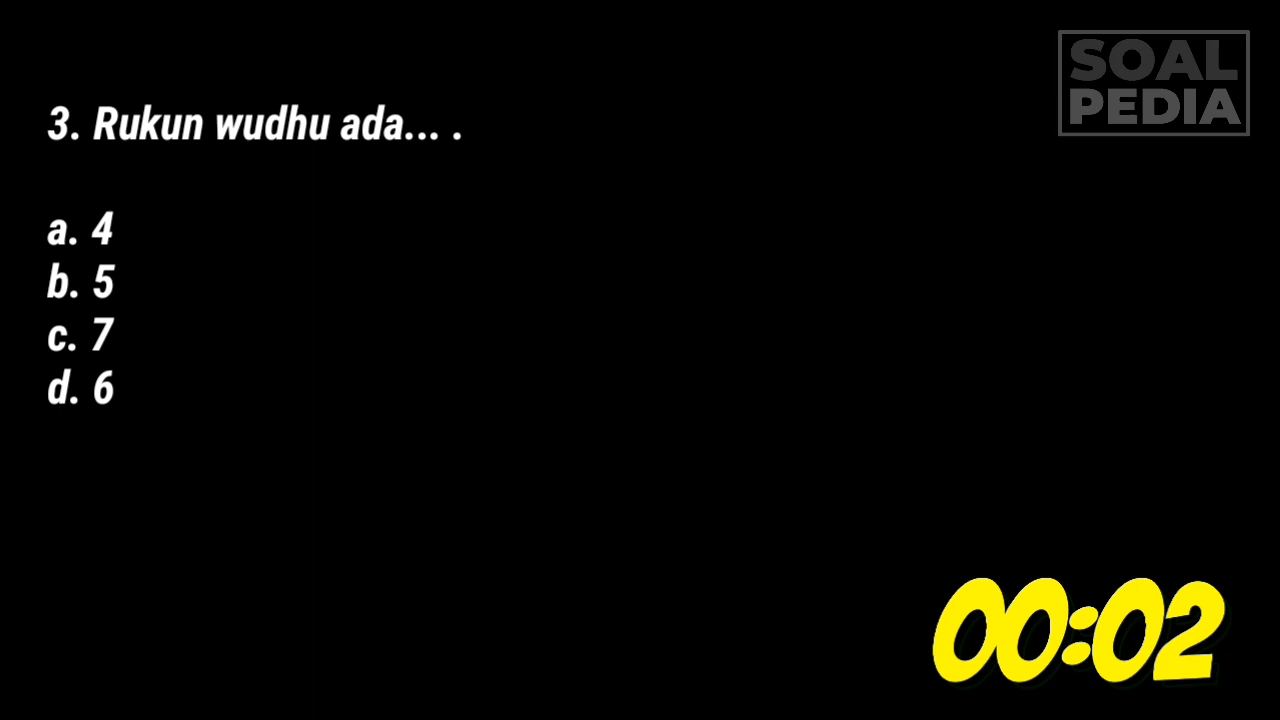 SOAL
PEDIA
3. Rukun wudhu ada... .
a. 4
b. 5
c. 7
d. 6
00:02